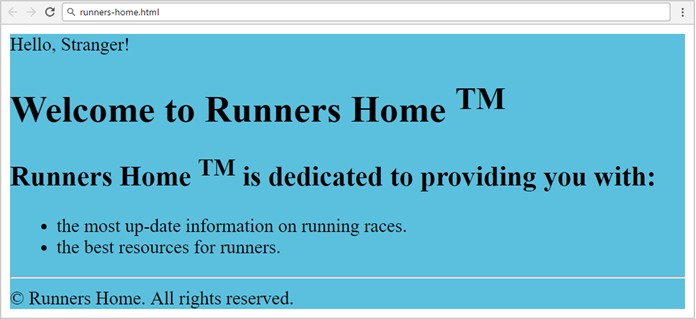 runners-home.html
Hello, Stranger!
Welcome to Runners Home TM
Runners Home TM is dedicated to providing you with:
• the most up-date information on running races.
• the best resources for runners.
© Runners Home. All rights reserved.